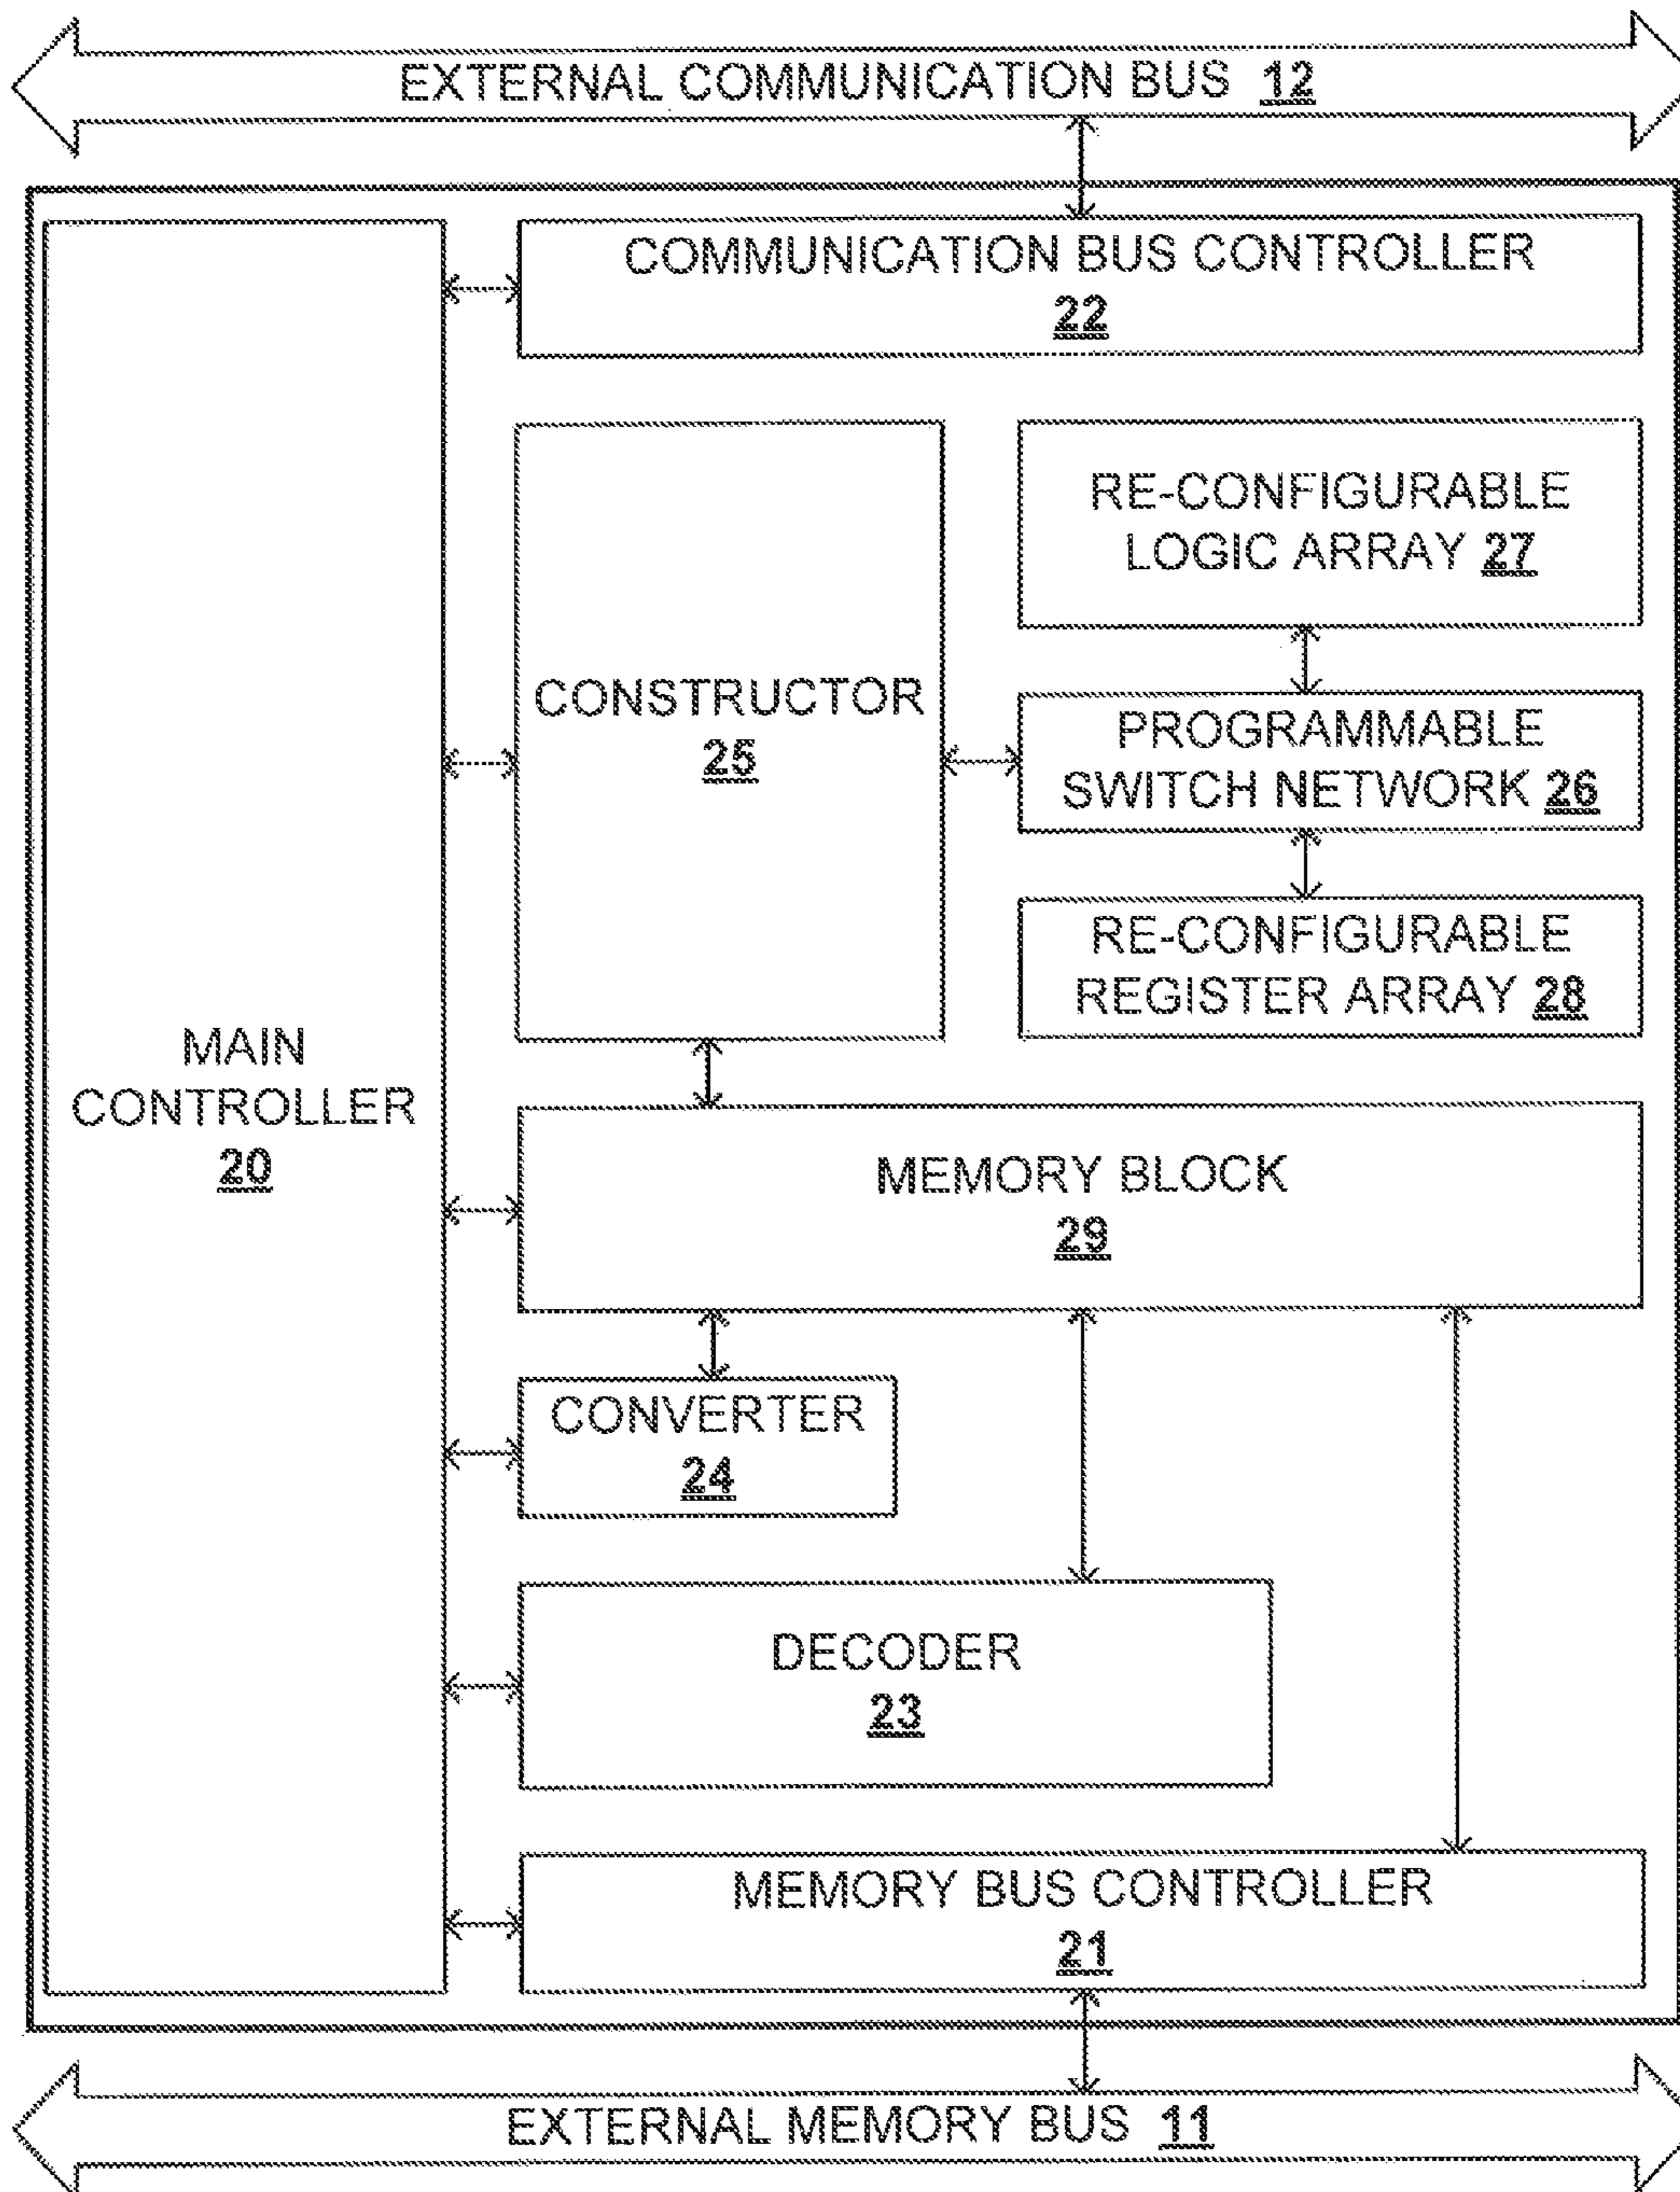 EXTERNAL COMMUNICATION BUS 12
COMMUNICATION BUS CONTROLLER
22
RE-CONFIGURABLE
LOGIC ARRAY 27
CONSTRUCTOR
25
PROGRAMMABLE
SWITCH NETWORK 26
RE-CONFIGURABLE
REGISTER ARRAY 28
MAIN
CONTROLLER
20
MEMORY BLOCK
29
CONVERTER
24
DECODER
23
MEMORY BUS CONTROLLER
21
EXTERNAL MEMORY BUS 11